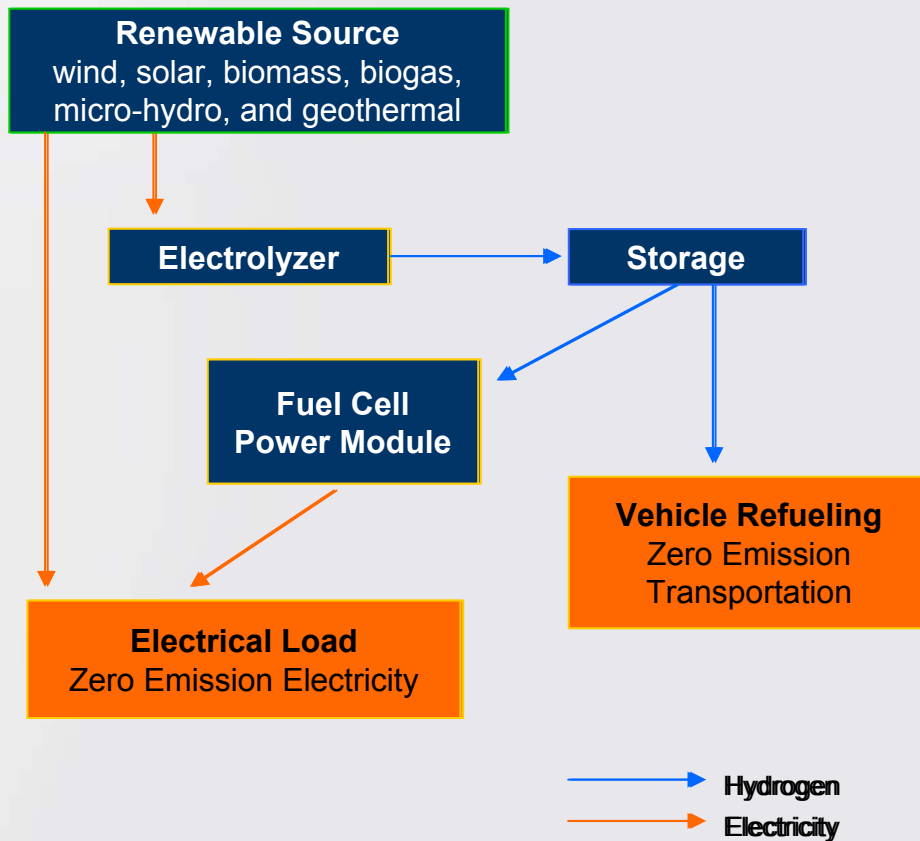 Renewable Source
wind, solar, biomass, biogas,
micro-hydro, and geothermal
Electrolyzer
Storage
Fuel Cell
Power Module
Vehicle Refueling
Zero Emission
Transportation
Electrical Load
Zero Emission Electricity
Hydrogen
Electricity